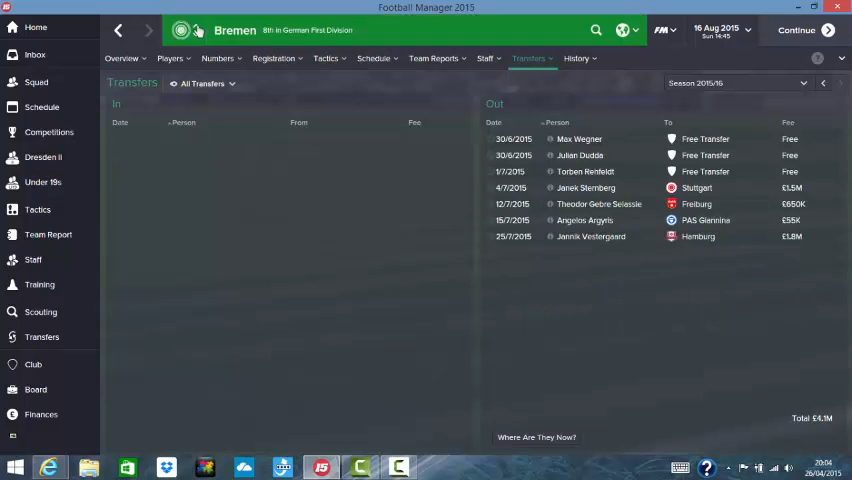 Football Manager 2015
Bremen 8th in German First Division
FM 16 Aug 2015 Sun 14:45 Continue
Home
Inbox
Squad
Schedule
Competitions
Dresden II
Under 19s
Tactics
Team Report
Staff
Training
Scouting
Transfers
Club
Board
Finances
Overview Players Numbers Registration Tactics Schedule Team Reports Staff Transfers History
Transfers All Transfers Season 2015/16
In
Date Person From Fee
Out
Date Person To Fee
30/6/2015 Max Wegner Free Transfer Free
30/6/2015 Julian Dudda Free Transfer Free
1/7/2015 Torben Rehfeldt Free Transfer Free
4/7/2015 Janek Sternberg Stuttgart £1.5M
12/7/2015 Theodor Gebre Selassie Freiburg £650K
15/7/2015 Angelos Argyris PAS Giannina £55K
25/7/2015 Jannik Vestergaard Hamburg £1.8M
Total £4.1M
Where Are They Now?
20:04
26/04/2015